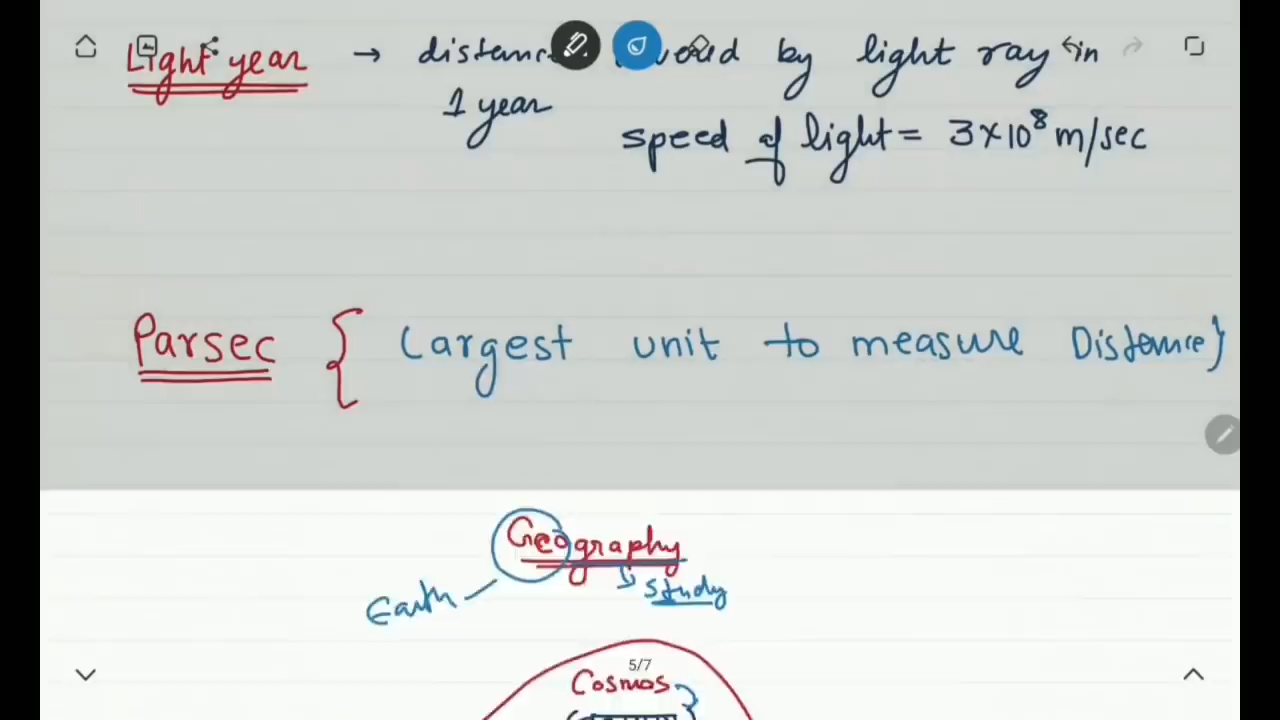 Light year → distance by light ray in
1 year
speed of light = 3×10⁸ m/sec
Parsec { Largest unit to measure Distance}
Geography
Earth
Study
5/7
Cosmos